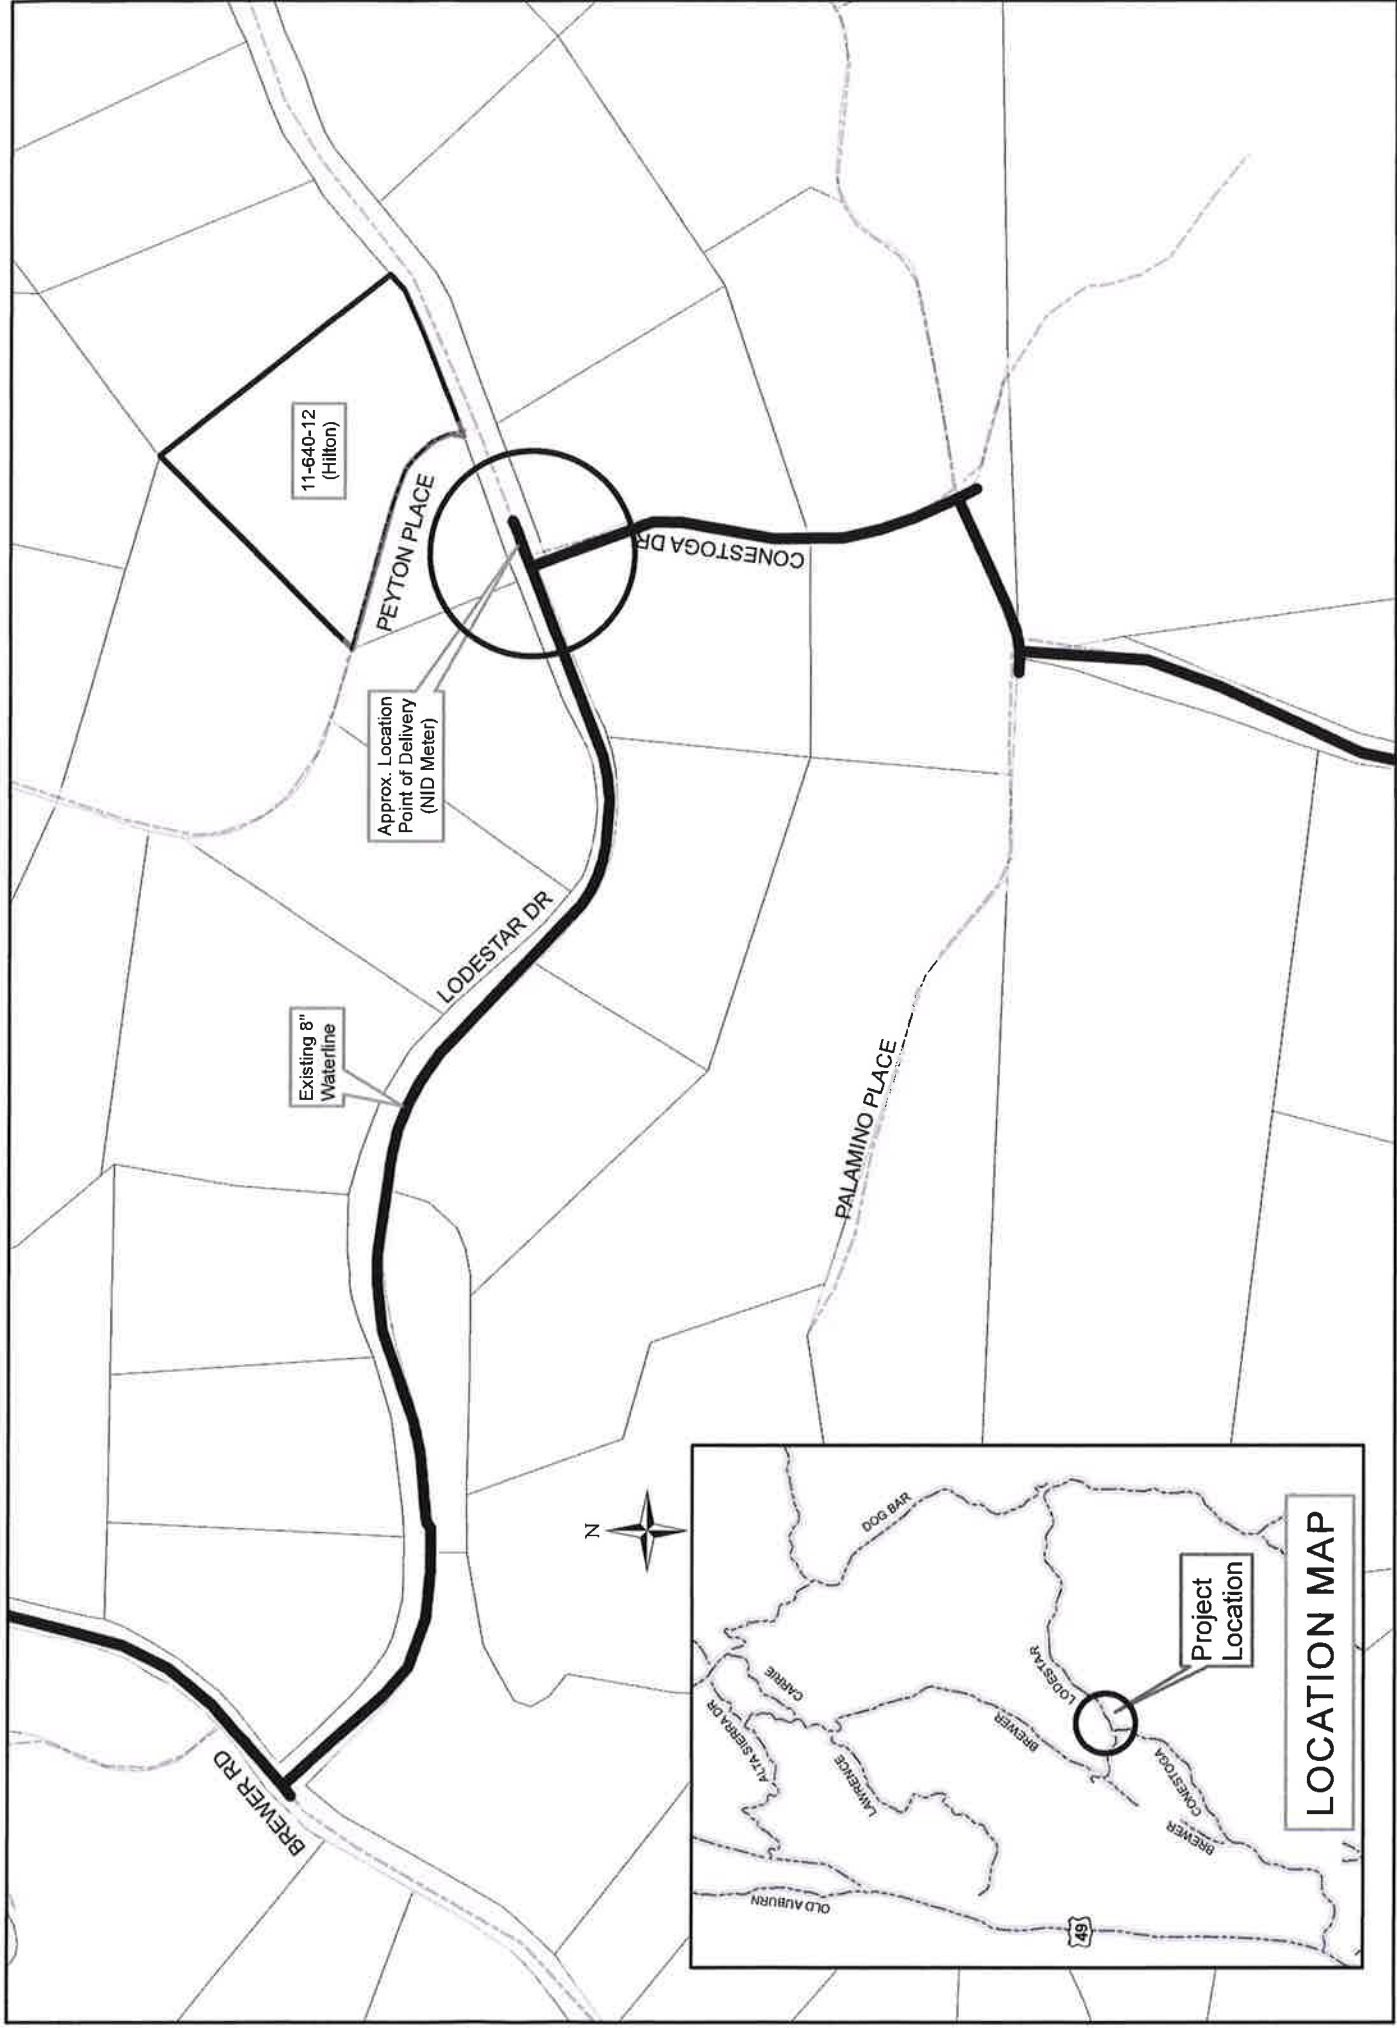 11-640-12
(Hilton)
PEYTON PLACE
Approx. Location
Point of Delivery
(NID Meter)
CONESTOGA DR
LODESTAR DR
Existing 8"
Waterline
PALAMINO PLACE
BREWER RD
N
DOG BAR
CARRIE
ALTA SIERRA DR
LAWRENCE
BREWER
LODESTAR
CONESTOGA
BREWER
OLD AUBURN
49
Project
Location
LOCATION MAP